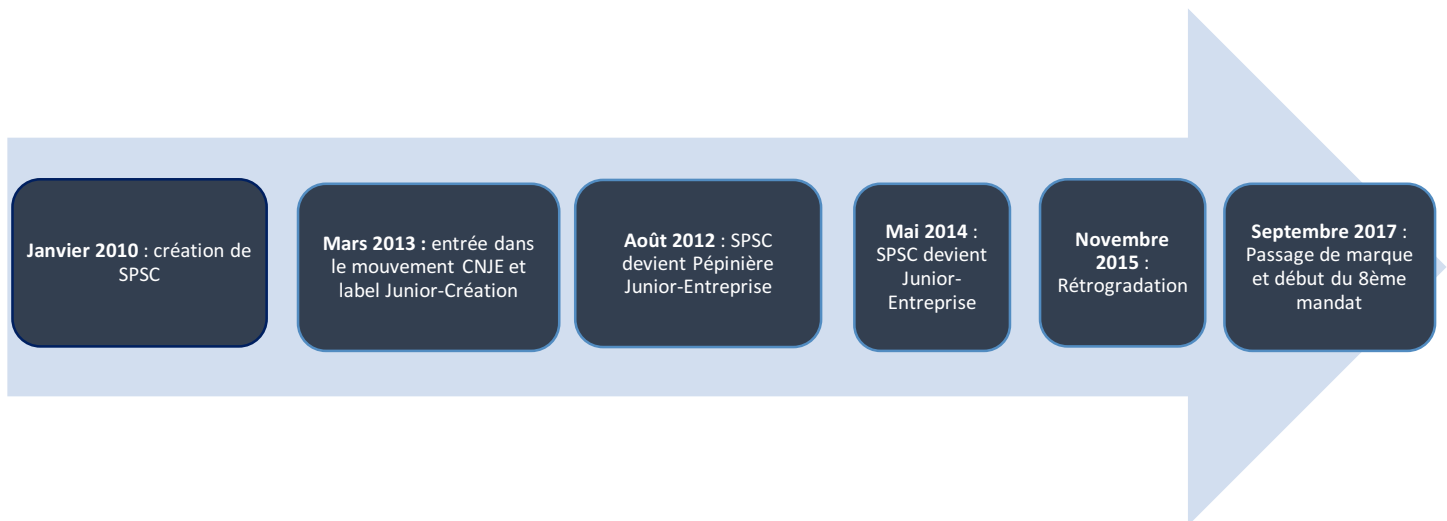 Janvier 2010 : création de
SPSC
Mars 2013 : entrée dans
le mouvement CNJE et
label Junior-Création
Août 2012 : SPSC
devient Pépinière
Junior-Entreprise
Mai 2014 :
SPSC devient
Junior-
Entreprise
Novembre
2015 :
Rétrogradation
Septembre 2017 :
Passage de marque
et début du 8ème
mandat